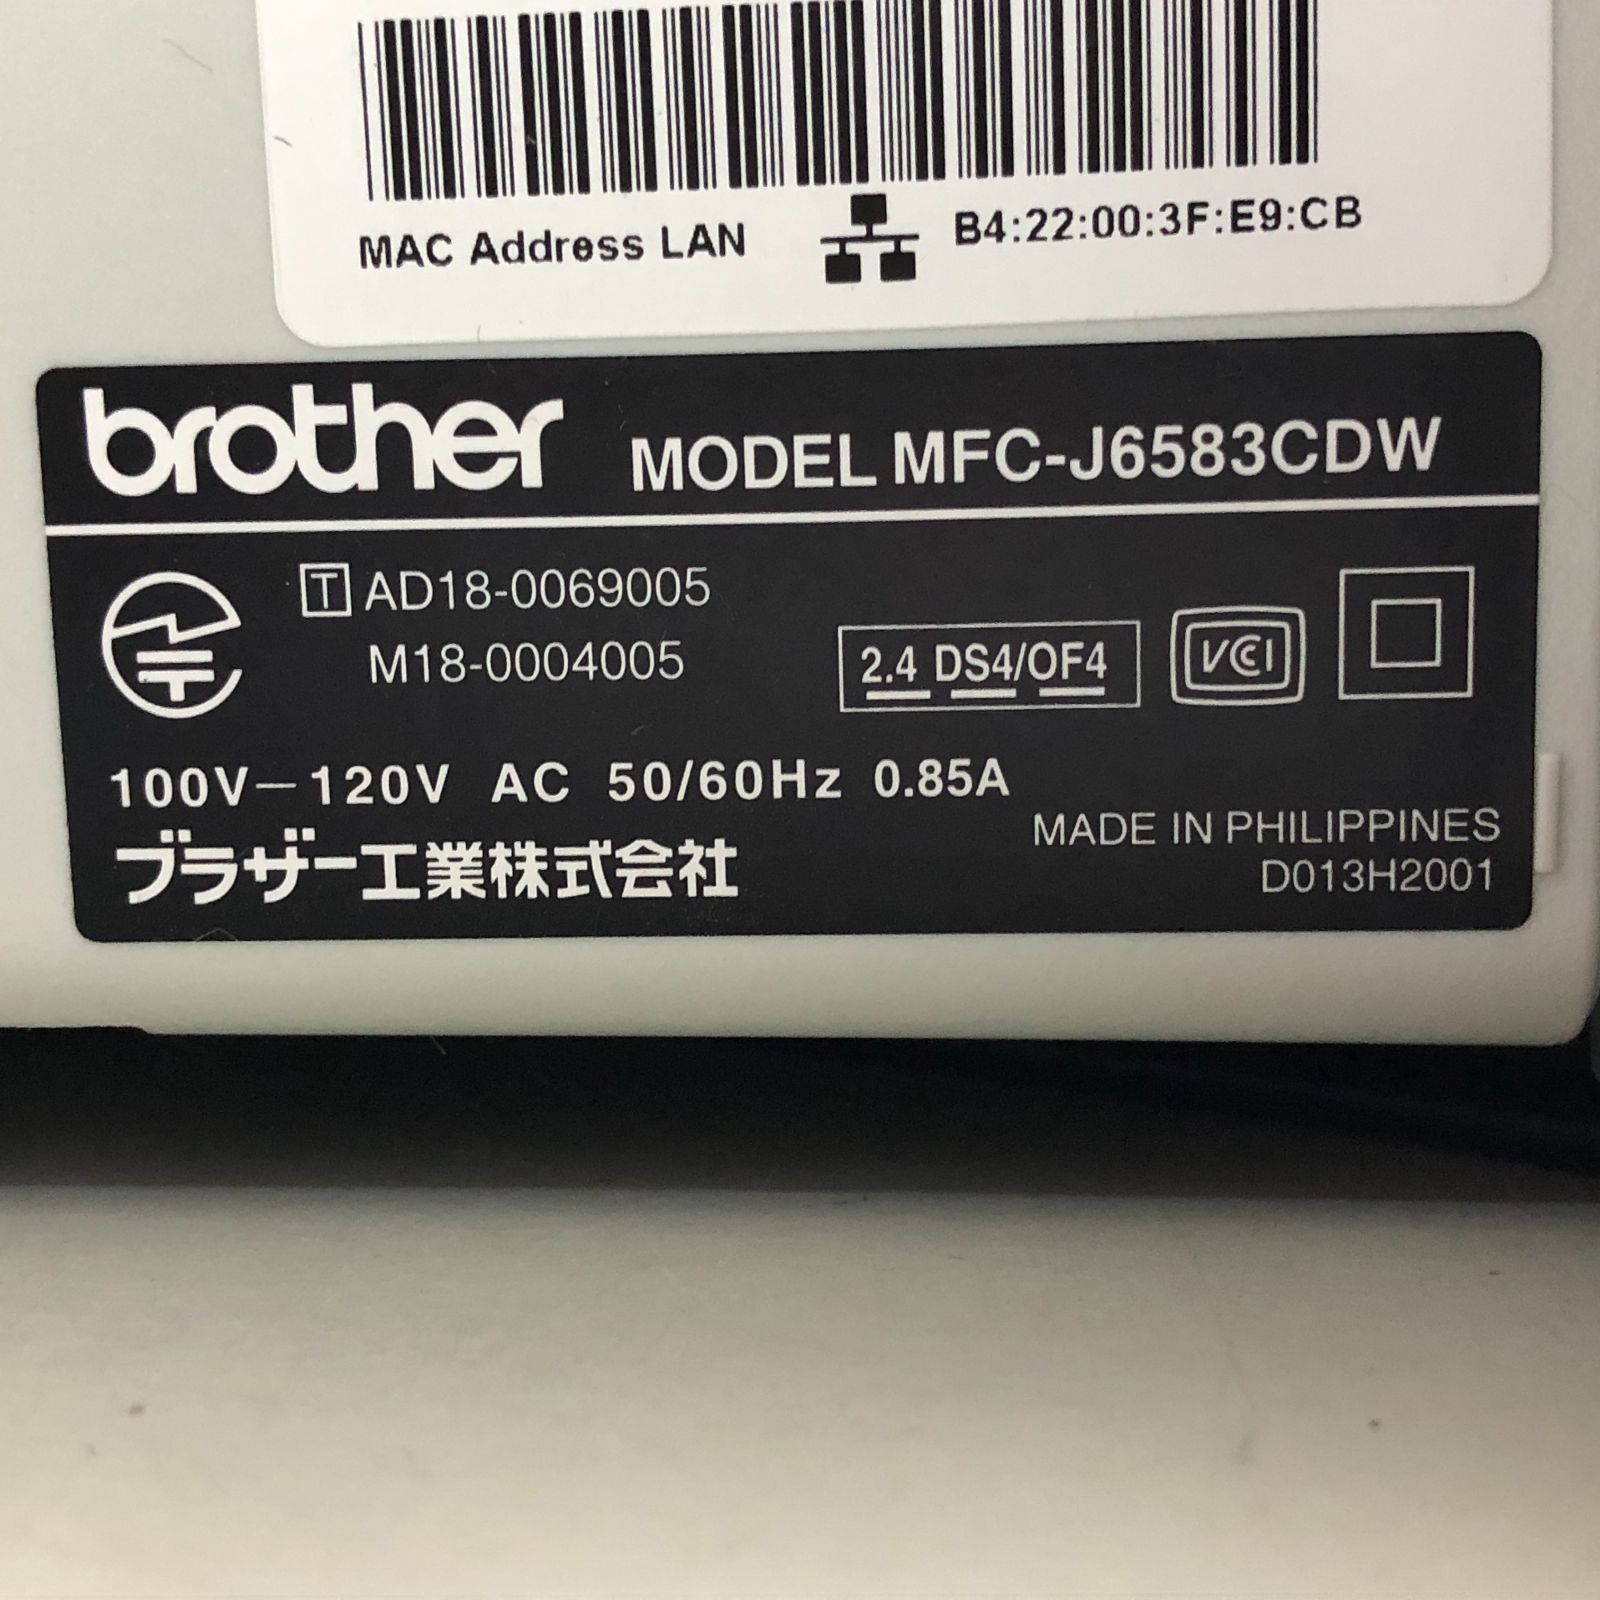 MAC Address LAN B4:22:00:3F:E9:CB
brother MODEL MFC-J6583CDW
T AD18-0069005
M18-0004005
2.4 DS4/OF4 VCCI
100V－120V AC 50/60Hz 0.85A
ブラザー工業株式会社
MADE IN PHILIPPINES
D013H2001